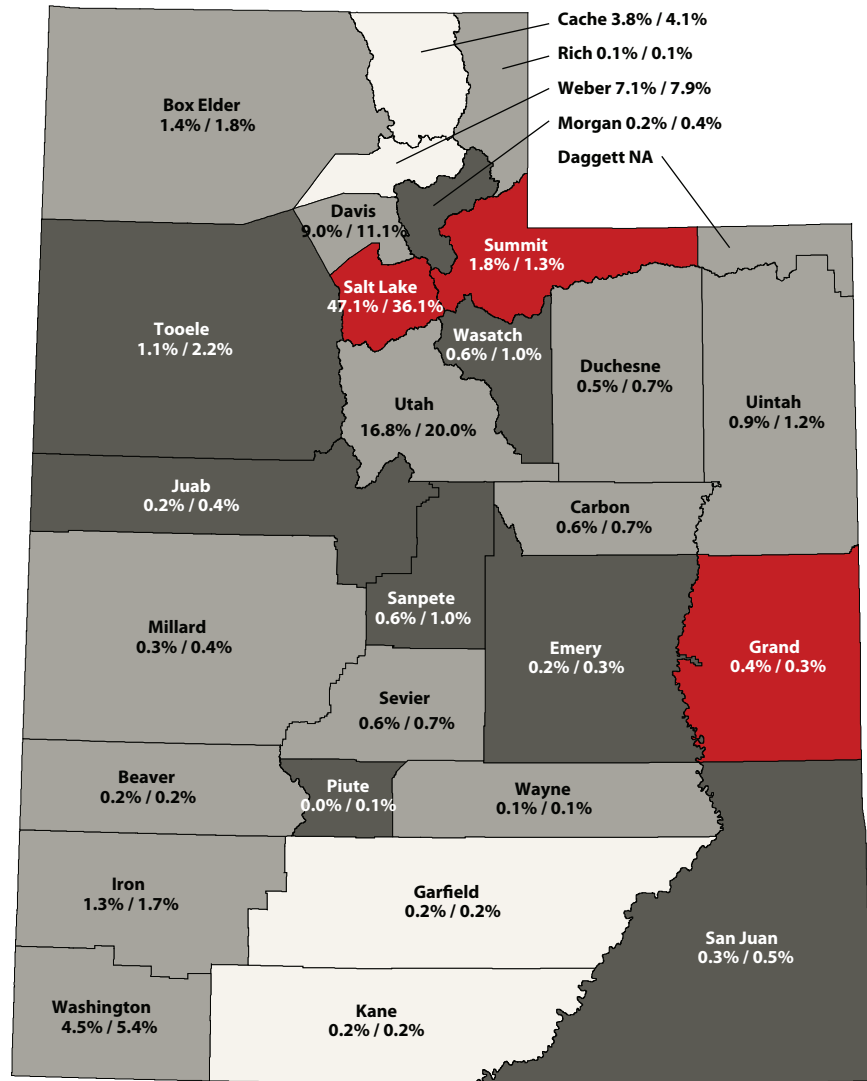 Cache 3.8% / 4.1%
Rich 0.1% / 0.1%
Weber 7.1% / 7.9%
Morgan 0.2% / 0.4%
Daggett NA
Box Elder
1.4% / 1.8%
Davis
9.0% / 11.1%
Summit
1.8% / 1.3%
Salt Lake
47.1% / 36.1%
Tooele
1.1% / 2.2%
Wasatch
0.6% / 1.0%
Duchesne
0.5% / 0.7%
Uintah
0.9% / 1.2%
Utah
16.8% / 20.0%
Juab
0.2% / 0.4%
Carbon
0.6% / 0.7%
Sanpete
0.6% / 1.0%
Millard
0.3% / 0.4%
Emery
0.2% / 0.3%
Grand
0.4% / 0.3%
Sevier
0.6% / 0.7%
Beaver
0.2% / 0.2%
Piute
0.0% / 0.1%
Wayne
0.1% / 0.1%
Iron
1.3% / 1.7%
Garfield
0.2% / 0.2%
San Juan
0.3% / 0.5%
Washington
4.5% / 5.4%
Kane
0.2% / 0.2%